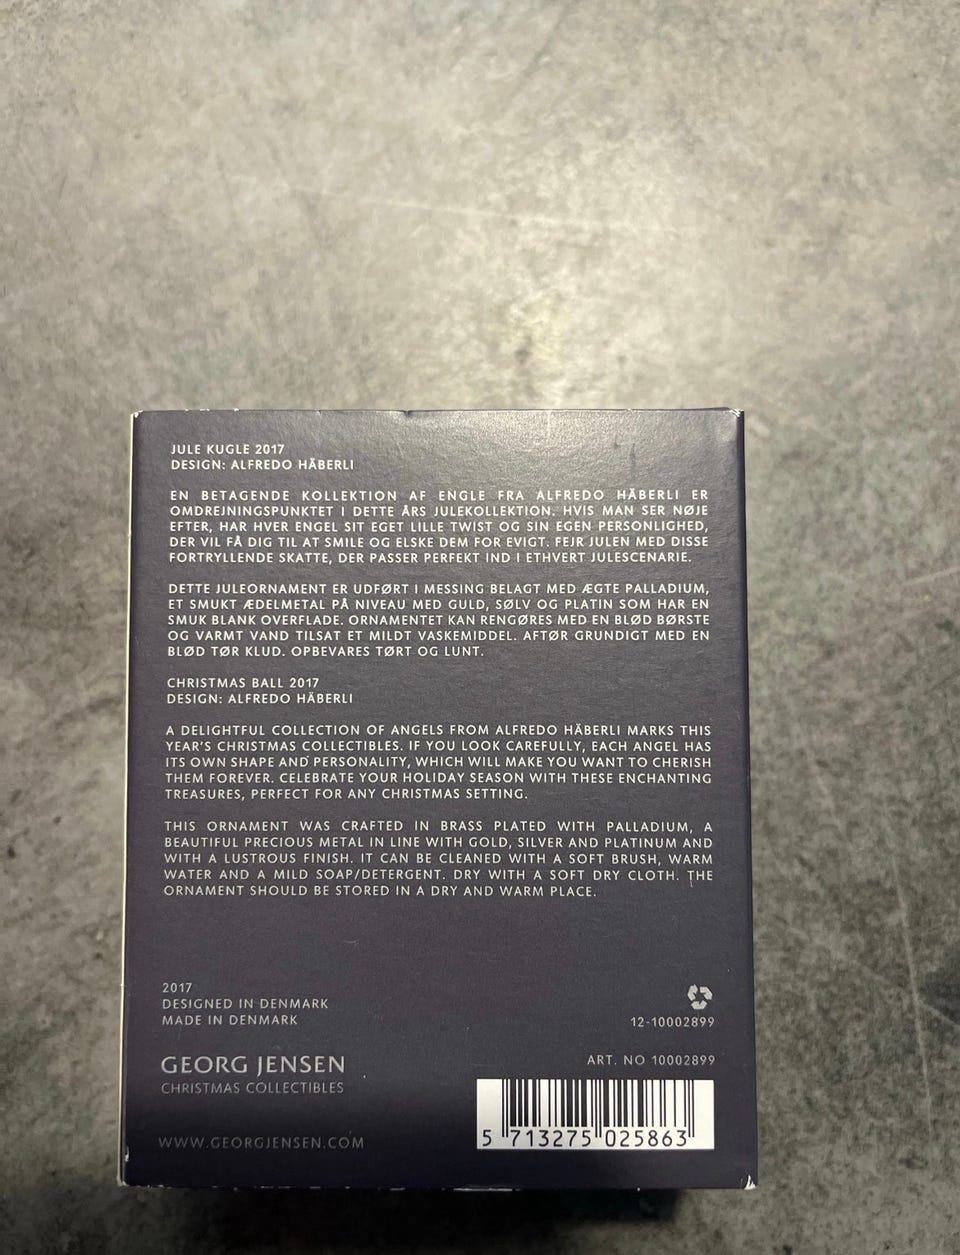 JULE KUGLE 2017
DESIGN: ALFREDO HÄBERLI
EN BETAGENDE KOLLEKTION AF ENGLE FRA ALFREDO HÄBERLI ER
OMDREJNINGSPUNKTET I DETTE ÅRS JULEKOLLEKTION. HVIS MAN SER NØJE
EFTER, HAR HVER ENGEL SIT EGET LILLE TWIST OG SIN EGEN PERSONLIGHED,
DER VIL FÅ DIG TIL AT SMILE OG ELSKE DEM FOR EVIGT. FEJR JULEN MED DISSE
FORTRYLLENDE SKATTE, DER PASSER PERFEKT IND I ETHVERT JULESCENARIE.
DETTE JULEORNAMENT ER UDFØRT I MESSING BELAGT MED ÆGTE PALLADIUM,
ET SMUKT ÆDELMETAL PÅ NIVEAU MED GULD, SØLV OG PLATIN SOM HAR EN
SMUK BLANK OVERFLADE. ORNAMENTET KAN RENGØRES MED EN BLØD BØRSTE
OG VARMT VAND TILSAT ET MILDT VASKEMIDDEL. AFTØR GRUNDIGT MED EN
BLØD TØR KLUD. OPBEVARES TØRT OG LUNT.
CHRISTMAS BALL 2017
DESIGN: ALFREDO HÄBERLI
A DELIGHTFUL COLLECTION OF ANGELS FROM ALFREDO HÄBERLI MARKS THIS
YEAR'S CHRISTMAS COLLECTIBLES. IF YOU LOOK CAREFULLY, EACH ANGEL HAS
ITS OWN SHAPE AND PERSONALITY, WHICH WILL MAKE YOU WANT TO CHERISH
THEM FOREVER. CELEBRATE YOUR HOLIDAY SEASON WITH THESE ENCHANTING
TREASURES, PERFECT FOR ANY CHRISTMAS SETTING.
THIS ORNAMENT WAS CRAFTED IN BRASS PLATED WITH PALLADIUM, A
BEAUTIFUL PRECIOUS METAL IN LINE WITH GOLD, SILVER AND PLATINUM AND
WITH A LUSTROUS FINISH. IT CAN BE CLEANED WITH A SOFT BRUSH, WARM
WATER AND A MILD SOAP/DETERGENT. DRY WITH A SOFT DRY CLOTH. THE
ORNAMENT SHOULD BE STORED IN A DRY AND WARM PLACE.
2017
DESIGNED IN DENMARK
MADE IN DENMARK
12-10002899
GEORG JENSEN
CHRISTMAS COLLECTIBLES
ART. NO 10002899
WWW.GEORGJENSEN.COM
5 713275 025863